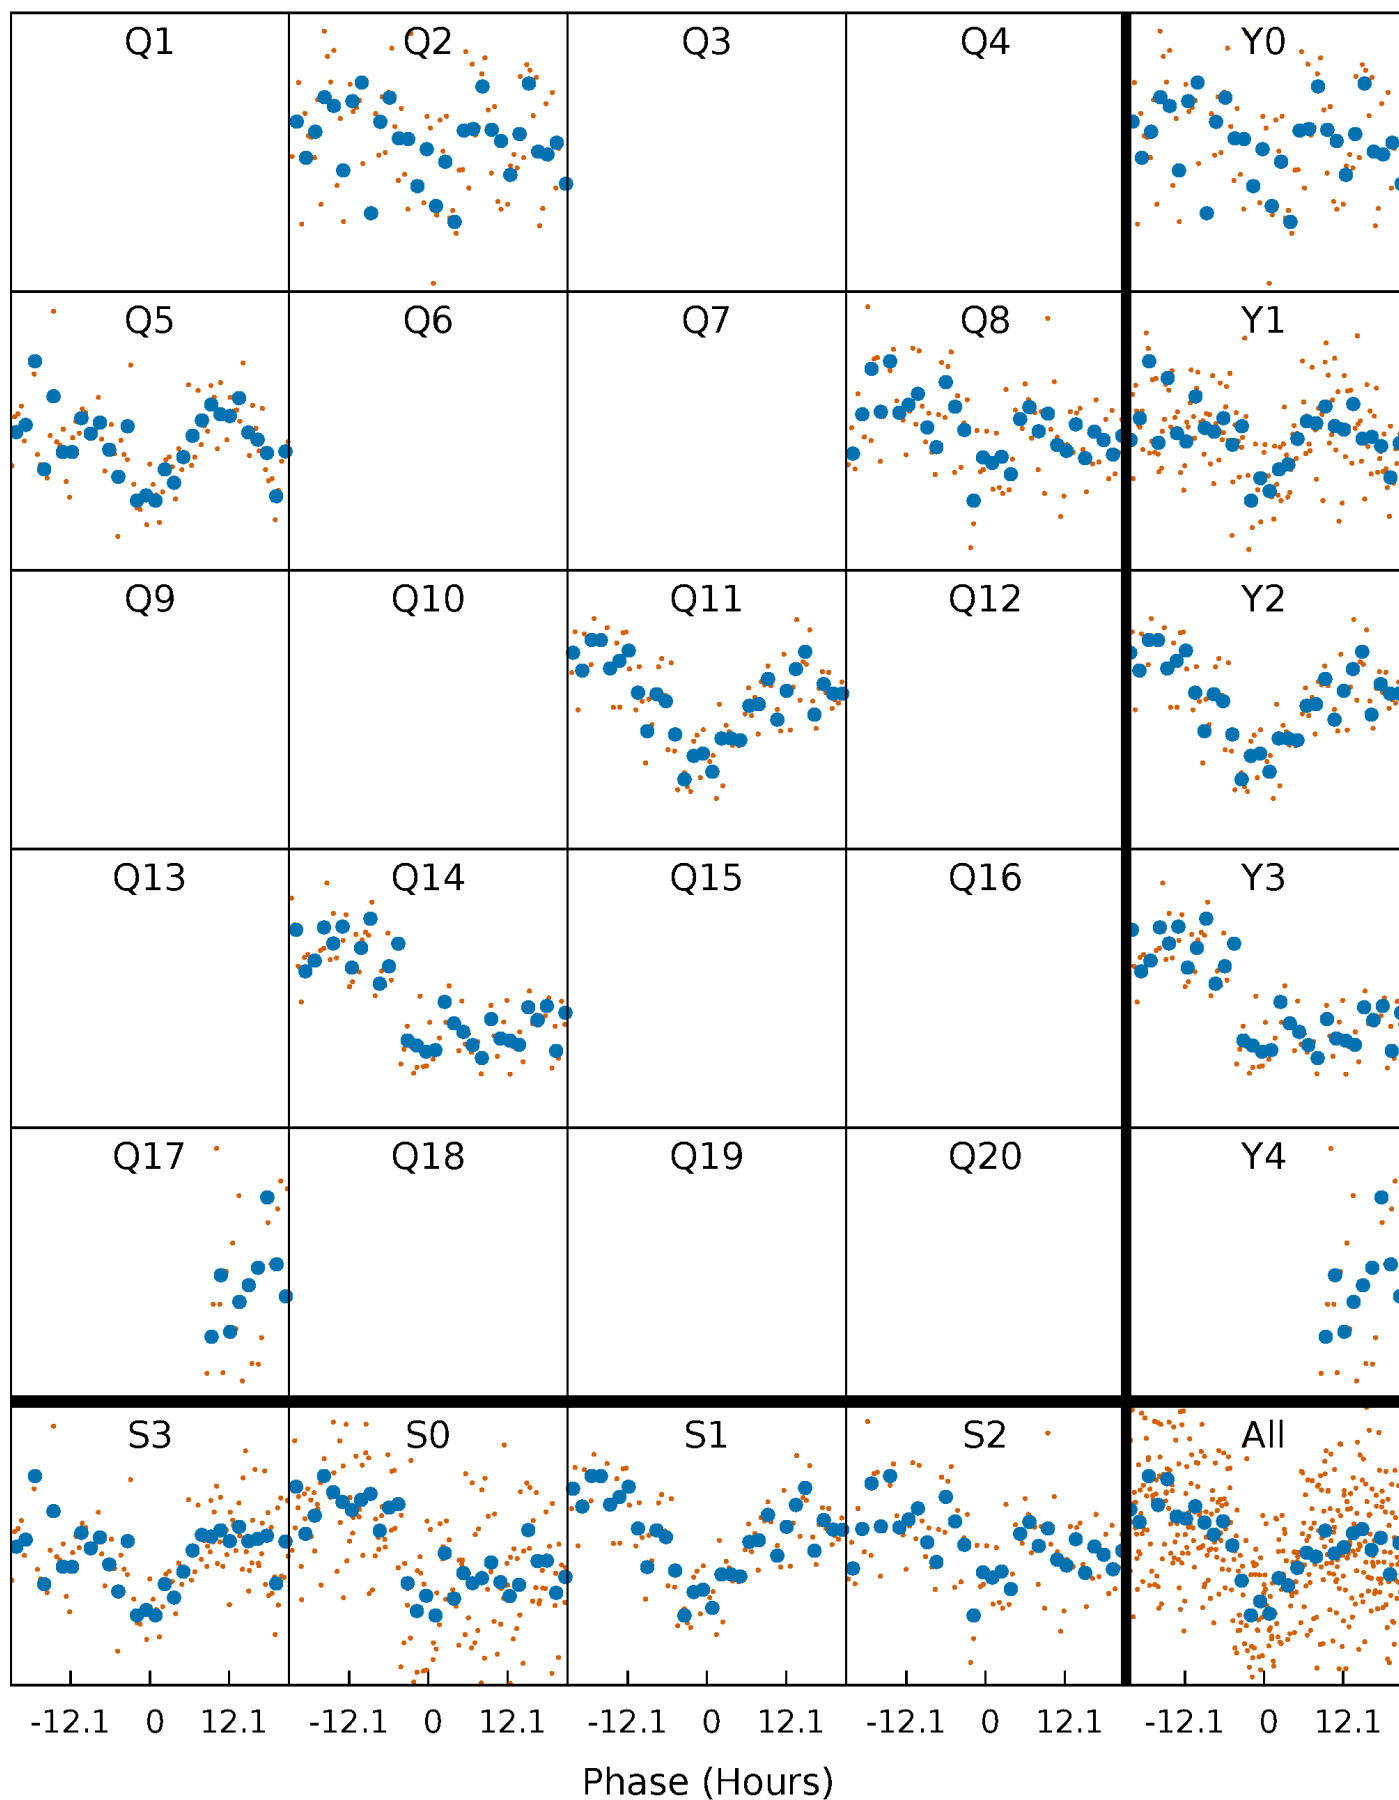 Q1 Q2 Q3 Q4 Y0
Q5 Q6 Q7 Q8 Y1
Q9 Q10 Q11 Q12 Y2
Q13 Q14 Q15 Q16 Y3
Q17 Q18 Q19 Q20 Y4
S3 S0 S1 S2 All
-12.1 0 12.1 -12.1 0 12.1 -12.1 0 12.1 -12.1 0 12.1 -12.1 0 12.1
Phase (Hours)